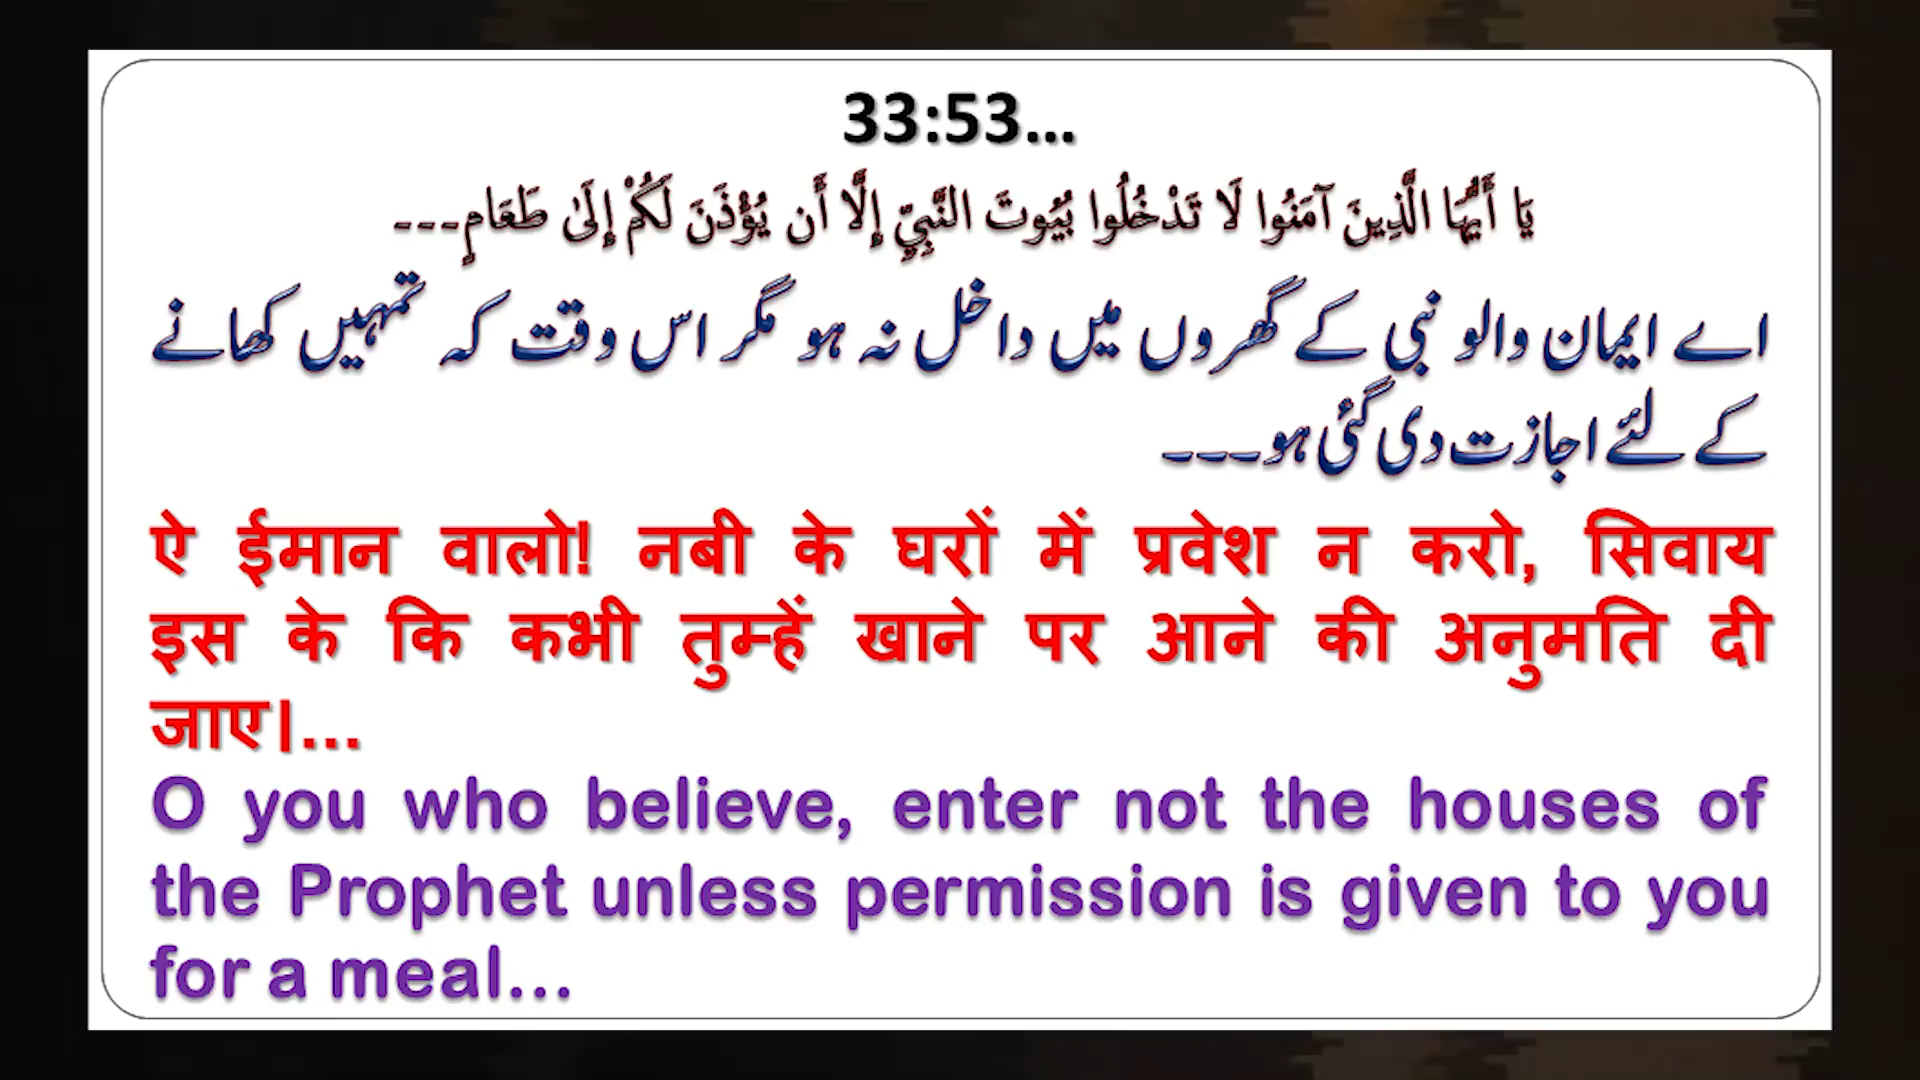 33:53...
يَا أَيُّهَا الَّذِينَ آمَنُوا لَا تَدْخُلُوا بُيُوتَ النَّبِيِّ إِلَّا أَن يُؤْذَنَ لَكُمْ إِلَىٰ طَعَامٍ۔۔۔
اے ایمان والو نبی کے گھروں میں داخل نہ ہو مگر اس وقت کہ تمہیں کھانے
کے لئے اجازت دی گئی ہو۔۔۔
ऐ ईमान वालो! नबी के घरों में प्रवेश न करो, सिवाय
इस के कि कभी तुम्हें खाने पर आने की अनुमति दी
जाए।...
O you who believe, enter not the houses of
the Prophet unless permission is given to you
for a meal...